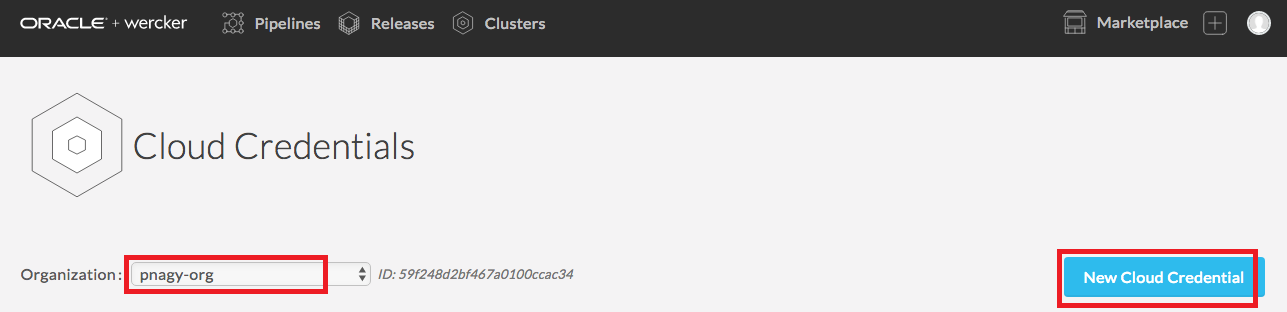 ORACLE® + wercker Pipelines Releases Clusters Marketplace
Cloud Credentials
Organization: pnagy-org ID: 59f248d2bf467a0100ccac34 New Cloud Credential